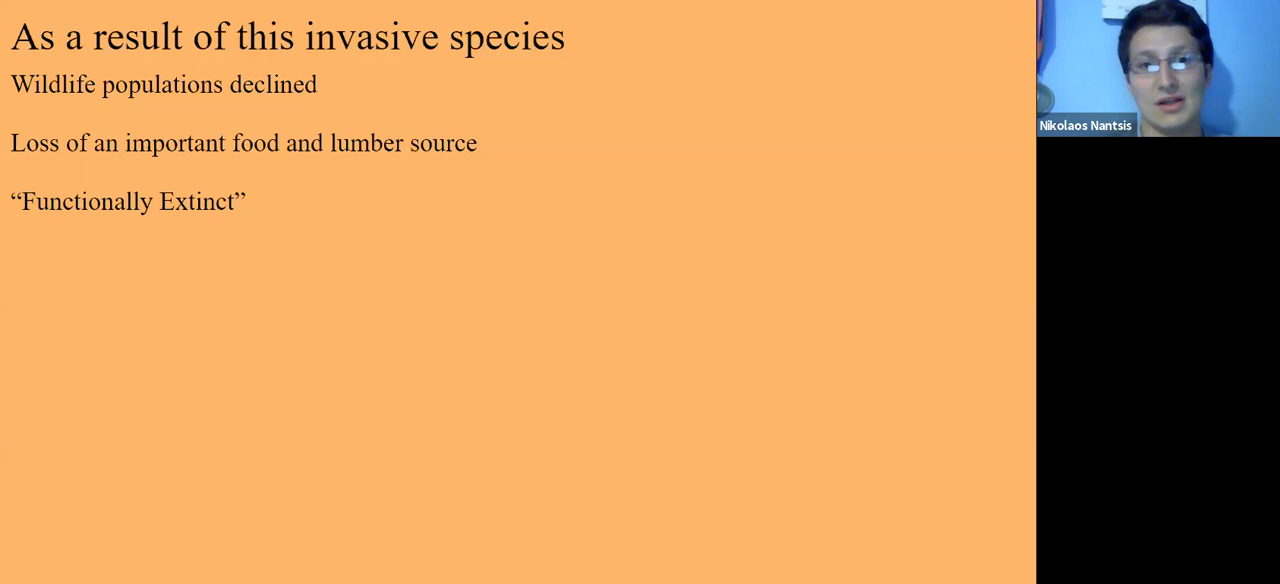 As a result of this invasive species
Wildlife populations declined
Loss of an important food and lumber source
“Functionally Extinct”
Nikolaos Nantsis